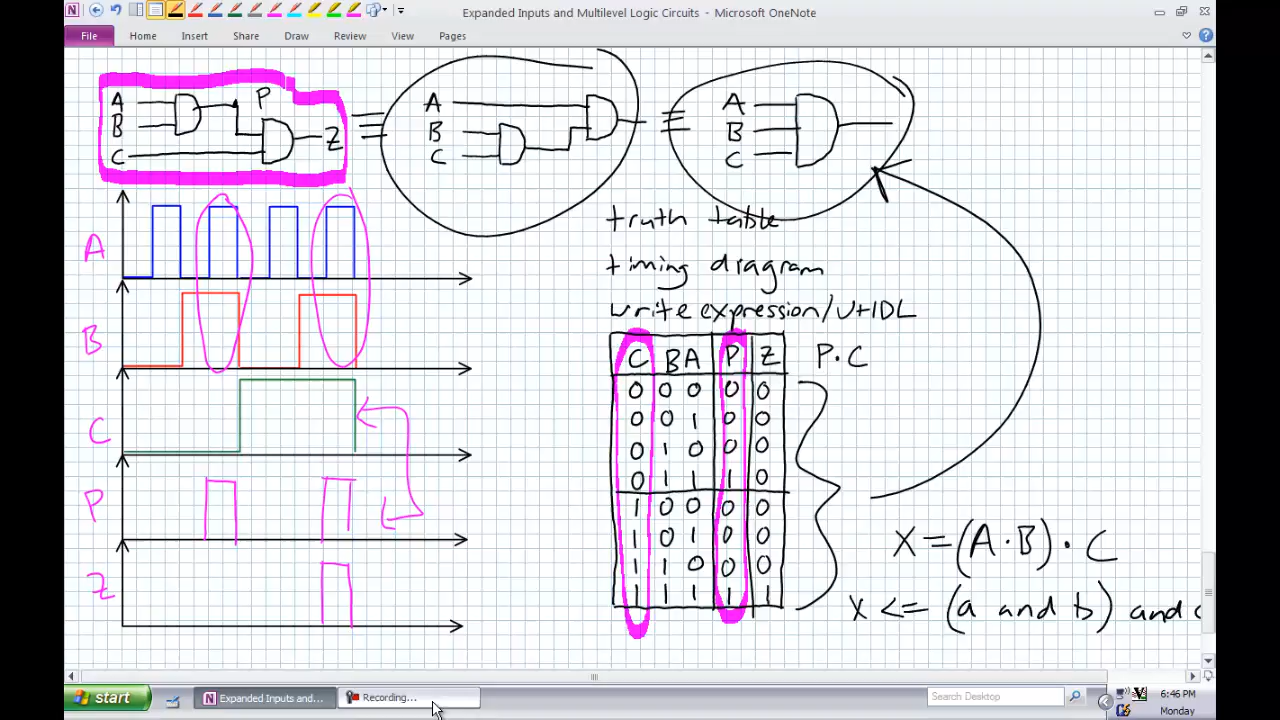 Expanded Inputs and Multilevel Logic Circuits - Microsoft OneNote
File Home Insert Share Draw Review View Pages
A
B
C
P
Z
≡
A
B
C
≡
A
B
C
truth table
timing diagram
write expression/VHDL
A
B
C
P
Z
C B A P Z P·C
0 0 0 0 0
0 0 1 0 0
0 1 0 0 0
0 1 1 1 0
1 0 0 0 0
1 0 1 0 0
1 1 0 0 0
1 1 1 1 1
X=(A·B)·C
X <= (a and b) and c
start Expanded Inputs and... Recording... Search Desktop 6:46 PM
Monday